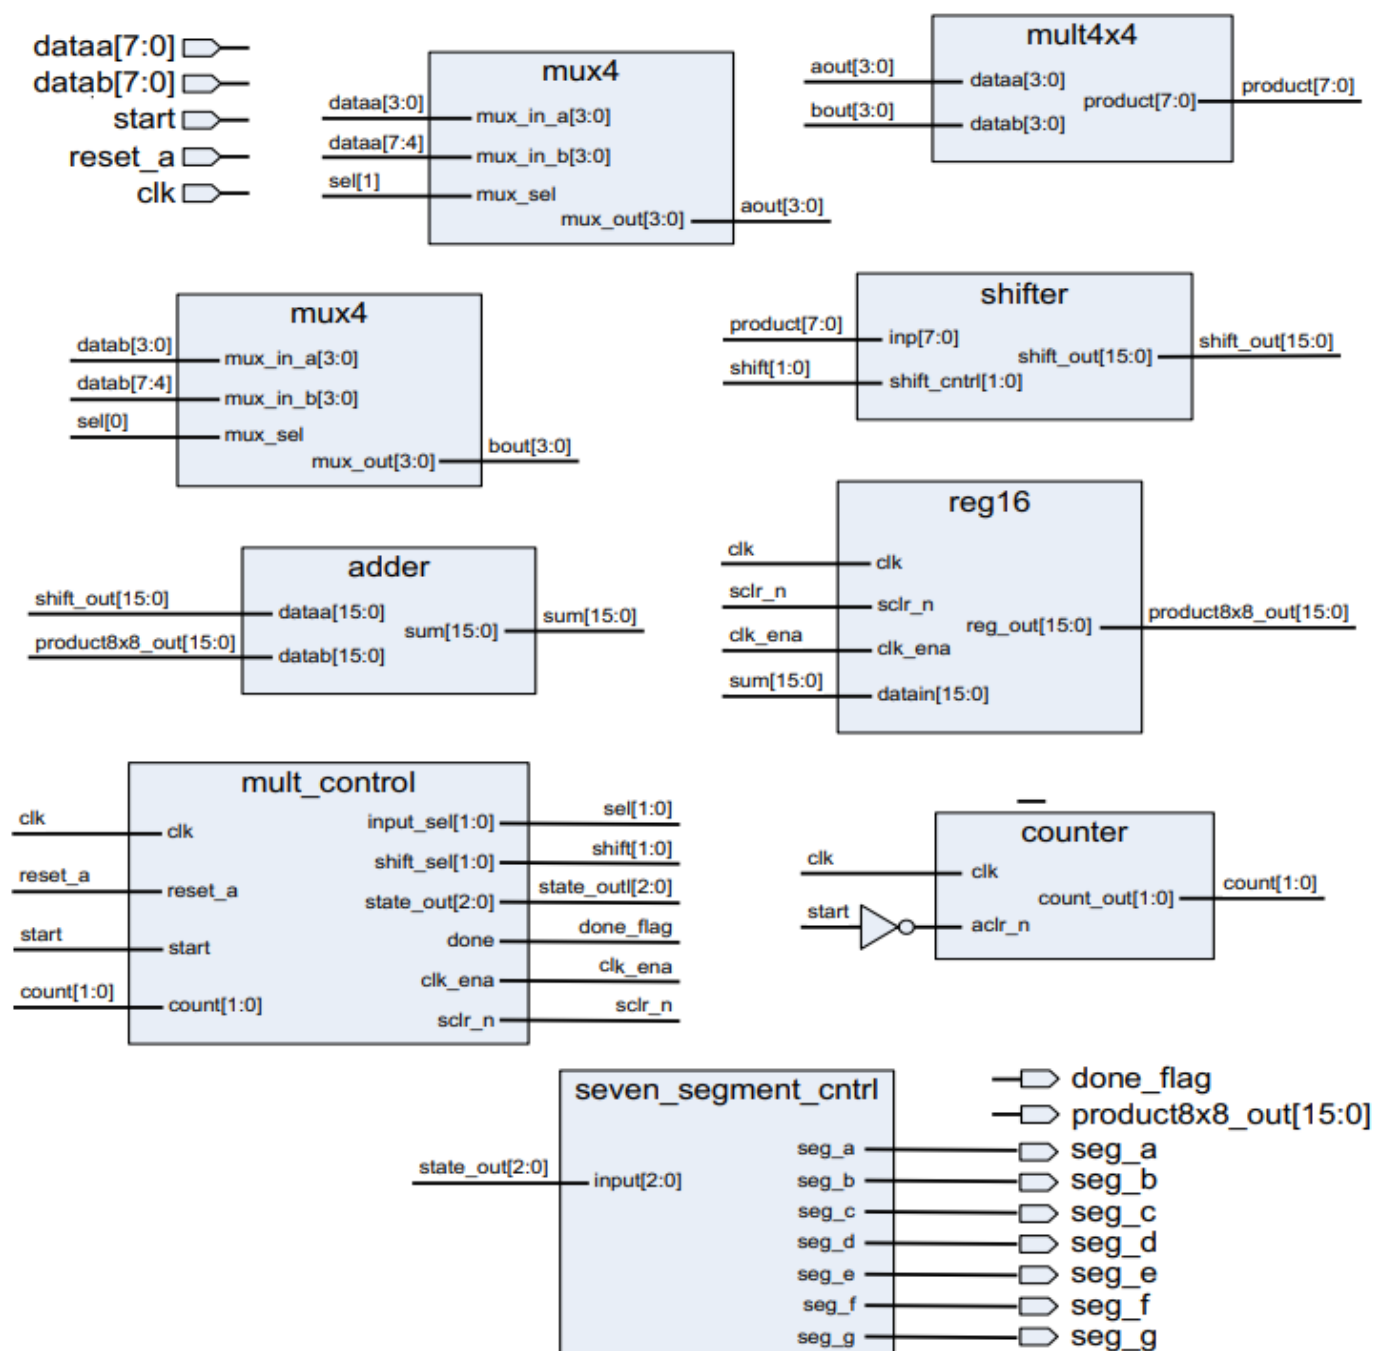 dataa[7:0]
datab[7:0]
start
reset_a
clk
mux4
dataa[3:0]
mux_in_a[3:0]
dataa[7:4]
mux_in_b[3:0]
sel[1]
mux_sel
mux_out[3:0]
aout[3:0]
mult4x4
aout[3:0]
dataa[3:0]
bout[3:0]
datab[3:0]
product[7:0]
product[7:0]
mux4
datab[3:0]
mux_in_a[3:0]
datab[7:4]
mux_in_b[3:0]
sel[0]
mux_sel
mux_out[3:0]
bout[3:0]
shifter
product[7:0]
inp[7:0]
shift[1:0]
shift_cntrl[1:0]
shift_out[15:0]
shift_out[15:0]
adder
shift_out[15:0]
dataa[15:0]
product8x8_out[15:0]
datab[15:0]
sum[15:0]
sum[15:0]
reg16
clk
clk
sclr_n
sclr_n
clk_ena
clk_ena
sum[15:0]
datain[15:0]
reg_out[15:0]
product8x8_out[15:0]
mult_control
clk
clk
reset_a
reset_a
start
start
count[1:0]
count[1:0]
input_sel[1:0]
sel[1:0]
shift_sel[1:0]
shift[1:0]
state_out[2:0]
state_outl[2:0]
done
done_flag
clk_ena
clk_ena
sclr_n
sclr_n
counter
clk
clk
start
aclr_n
count_out[1:0]
count[1:0]
seven_segment_cntrl
state_out[2:0]
input[2:0]
seg_a
seg_b
seg_c
seg_d
seg_e
seg_f
seg_g
done_flag
product8x8_out[15:0]
seg_a
seg_b
seg_c
seg_d
seg_e
seg_f
seg_g